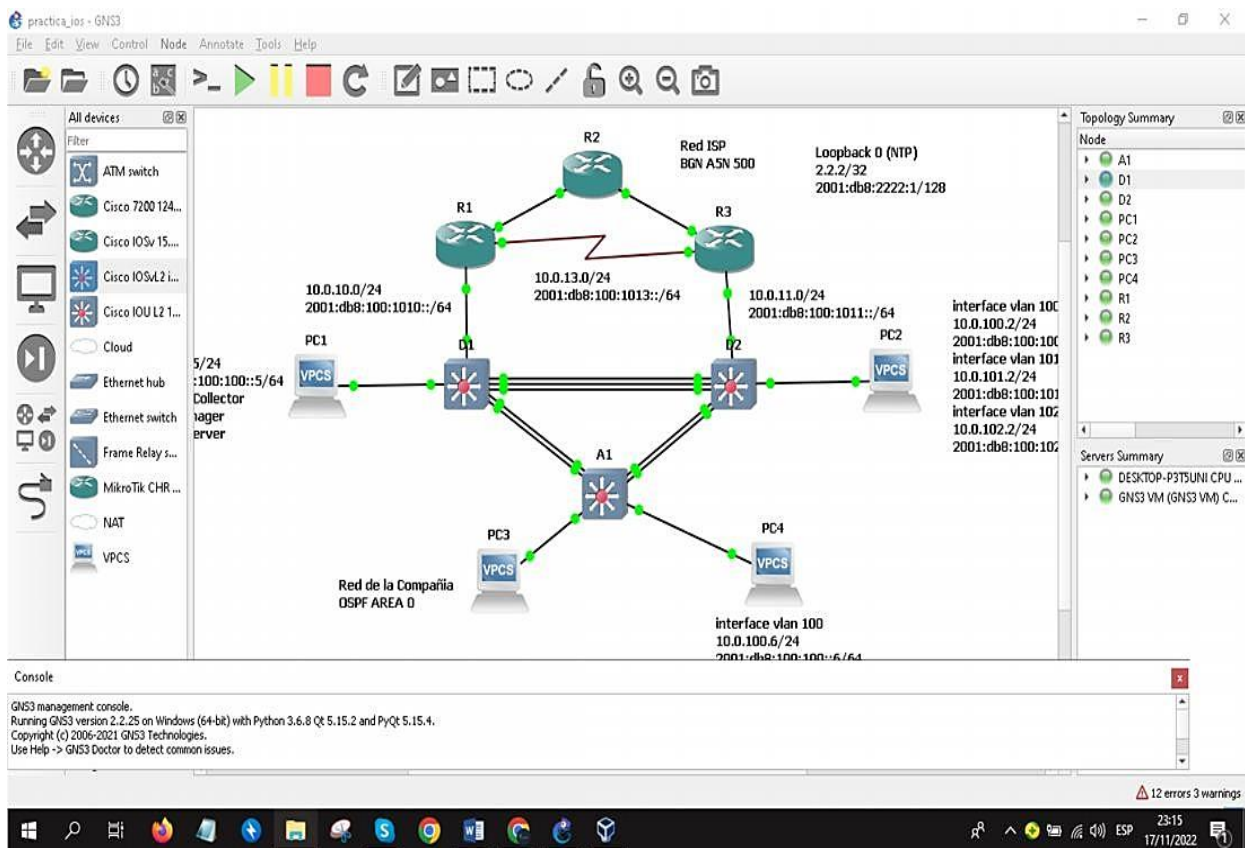 practica_ios - GNS3
File Edit View Control Node Annotate Tools Help
All devices
Filter
ATM switch
Cisco 7200 124...
Cisco IOSv 15....
Cisco IOSvL2 i...
Cisco IOU L2 1...
Cloud
Ethernet hub
Ethernet switch
Frame Relay s...
MikroTik CHR ...
NAT
VPCS
R2
Red ISP
BGN A5N 500
Loopback 0 (NTP)
2.2.2/32
2001:db8:2222:1/128
R1
R3
10.0.10.0/24
2001:db8:100:1010::/64
10.0.13.0/24
2001:db8:100:1013::/64
10.0.11.0/24
2001:db8:100:1011::/64
interface vlan 100
10.0.100.2/24
2001:db8:100:100
interface vlan 101
10.0.101.2/24
2001:db8:100:101
interface vlan 102
10.0.102.2/24
2001:db8:100:102
PC1
VPCS
5/24
:100:100::5/64
Collector
nager
erver
D1
D2
PC2
VPCS
A1
PC3
VPCS
PC4
VPCS
Red de la Compañia
OSPF AREA 0
interface vlan 100
10.0.100.6/24
2001:db8:100:100::6/64
Topology Summary
Node
A1
D1
D2
PC1
PC2
PC3
PC4
R1
R2
R3
Servers Summary
DESKTOP-P3T5UNI CPU ...
GNS3 VM (GNS3 VM) C...
Console
GNS3 management console.
Running GNS3 version 2.2.25 on Windows (64-bit) with Python 3.6.8 Qt 5.15.2 and PyQt 5.15.4.
Copyright (c) 2006-2021 GNS3 Technologies.
Use Help -> GNS3 Doctor to detect common issues.
12 errors 3 warnings
ESP
23:15
17/11/2022